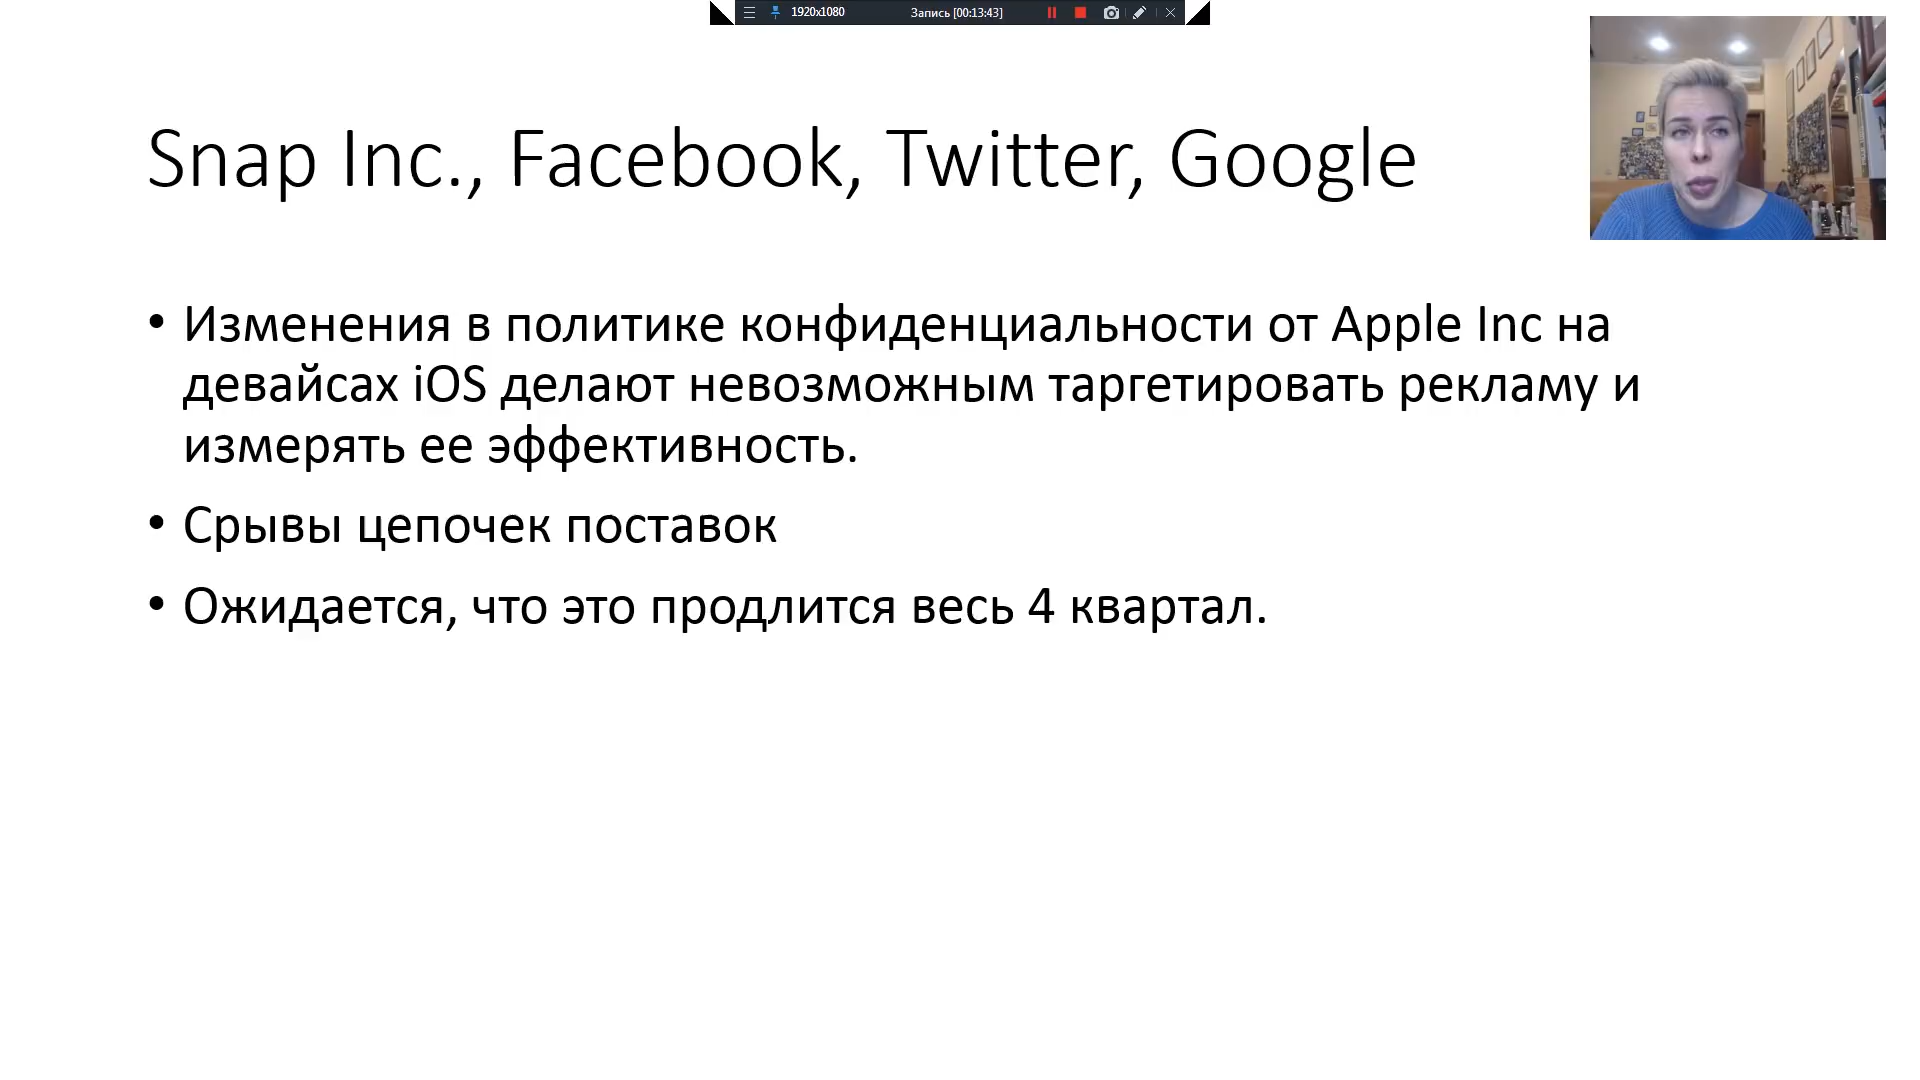 1920x1080 Запись [00:13:43]
Snap Inc., Facebook, Twitter, Google
• Изменения в политике конфиденциальности от Apple Inc на
девайсах iOS делают невозможным таргетировать рекламу и
измерять ее эффективность.
• Срывы цепочек поставок
• Ожидается, что это продлится весь 4 квартал.